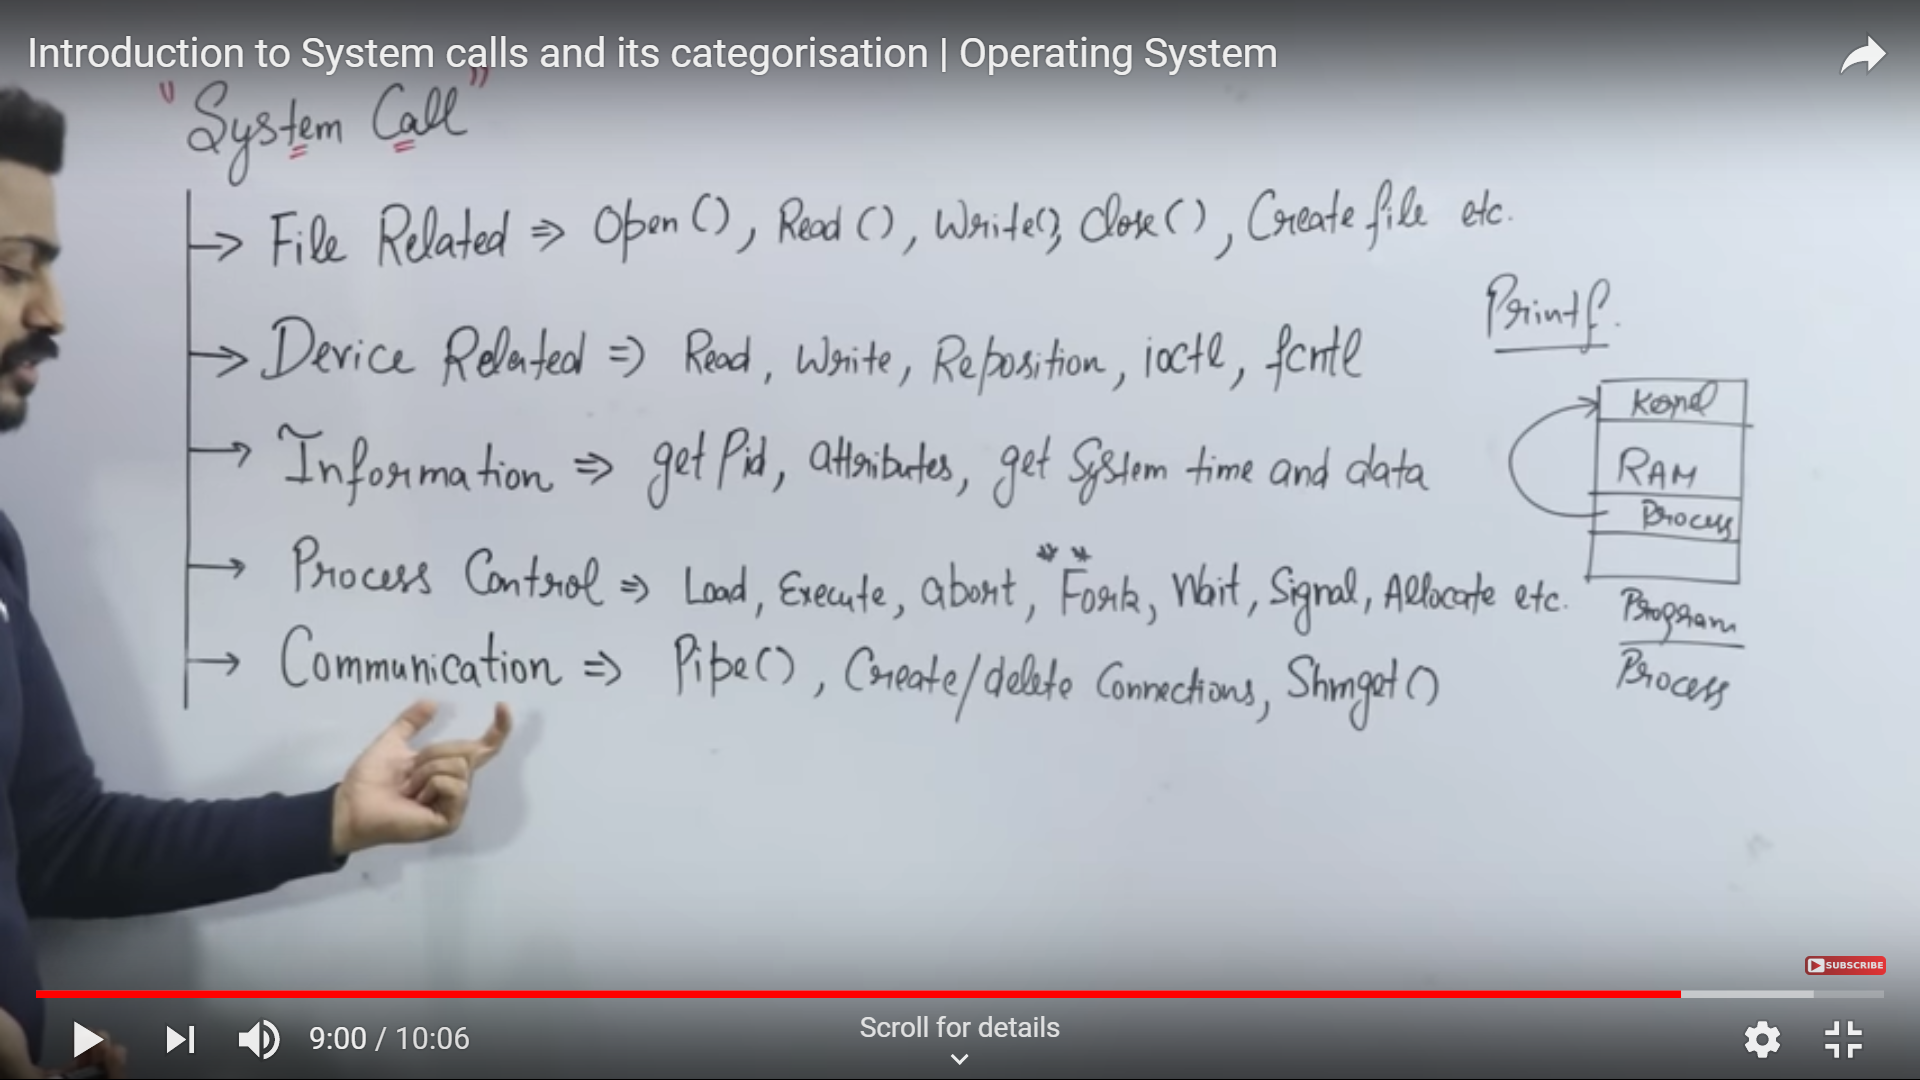 Introduction to System calls and its categorisation | Operating System
"System Call"
→ File Related ⇒ Open(), Read(), Write(), Close(), Create file etc.
Printf.
→ Device Related ⇒ Read, Write, Reposition, ioctl, fcntl
Kernel
→ Information ⇒ get Pid, attributes, get System time and data
RAM
Process
→ Process Control ⇒ Load, Execute, abort, **Fork, Wait, Signal, Allocate etc.
Program
→ Communication ⇒ Pipe(), Create/delete Connections, Shmget()
Process
SUBSCRIBE
9:00 / 10:06
Scroll for details